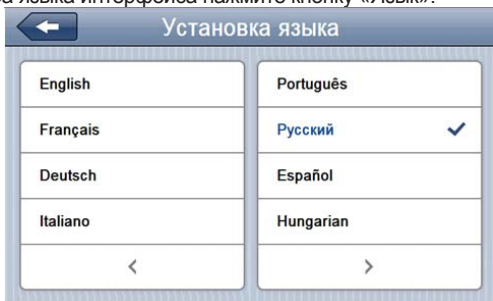 языка интерфейса нажмите кнопку «Язык».
Установка языка
English
Français
Deutsch
Italiano
Português
Русский
Español
Hungarian